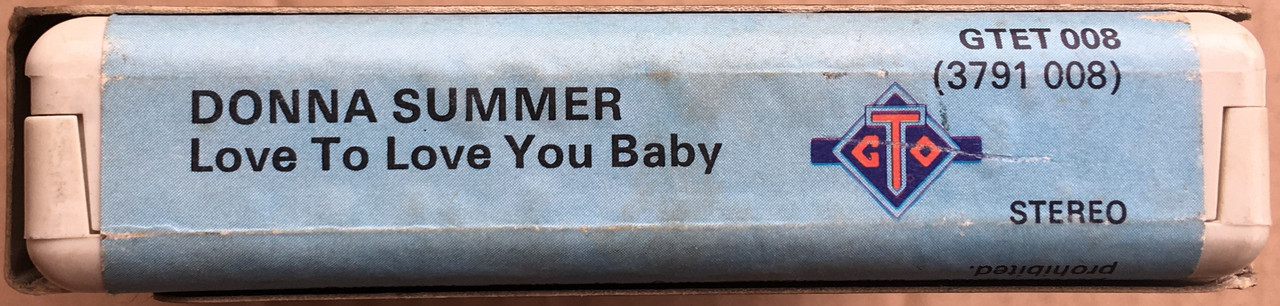 GTET 008
(3791 008)
DONNA SUMMER
Love To Love You Baby
GTO
STEREO
prohibited.